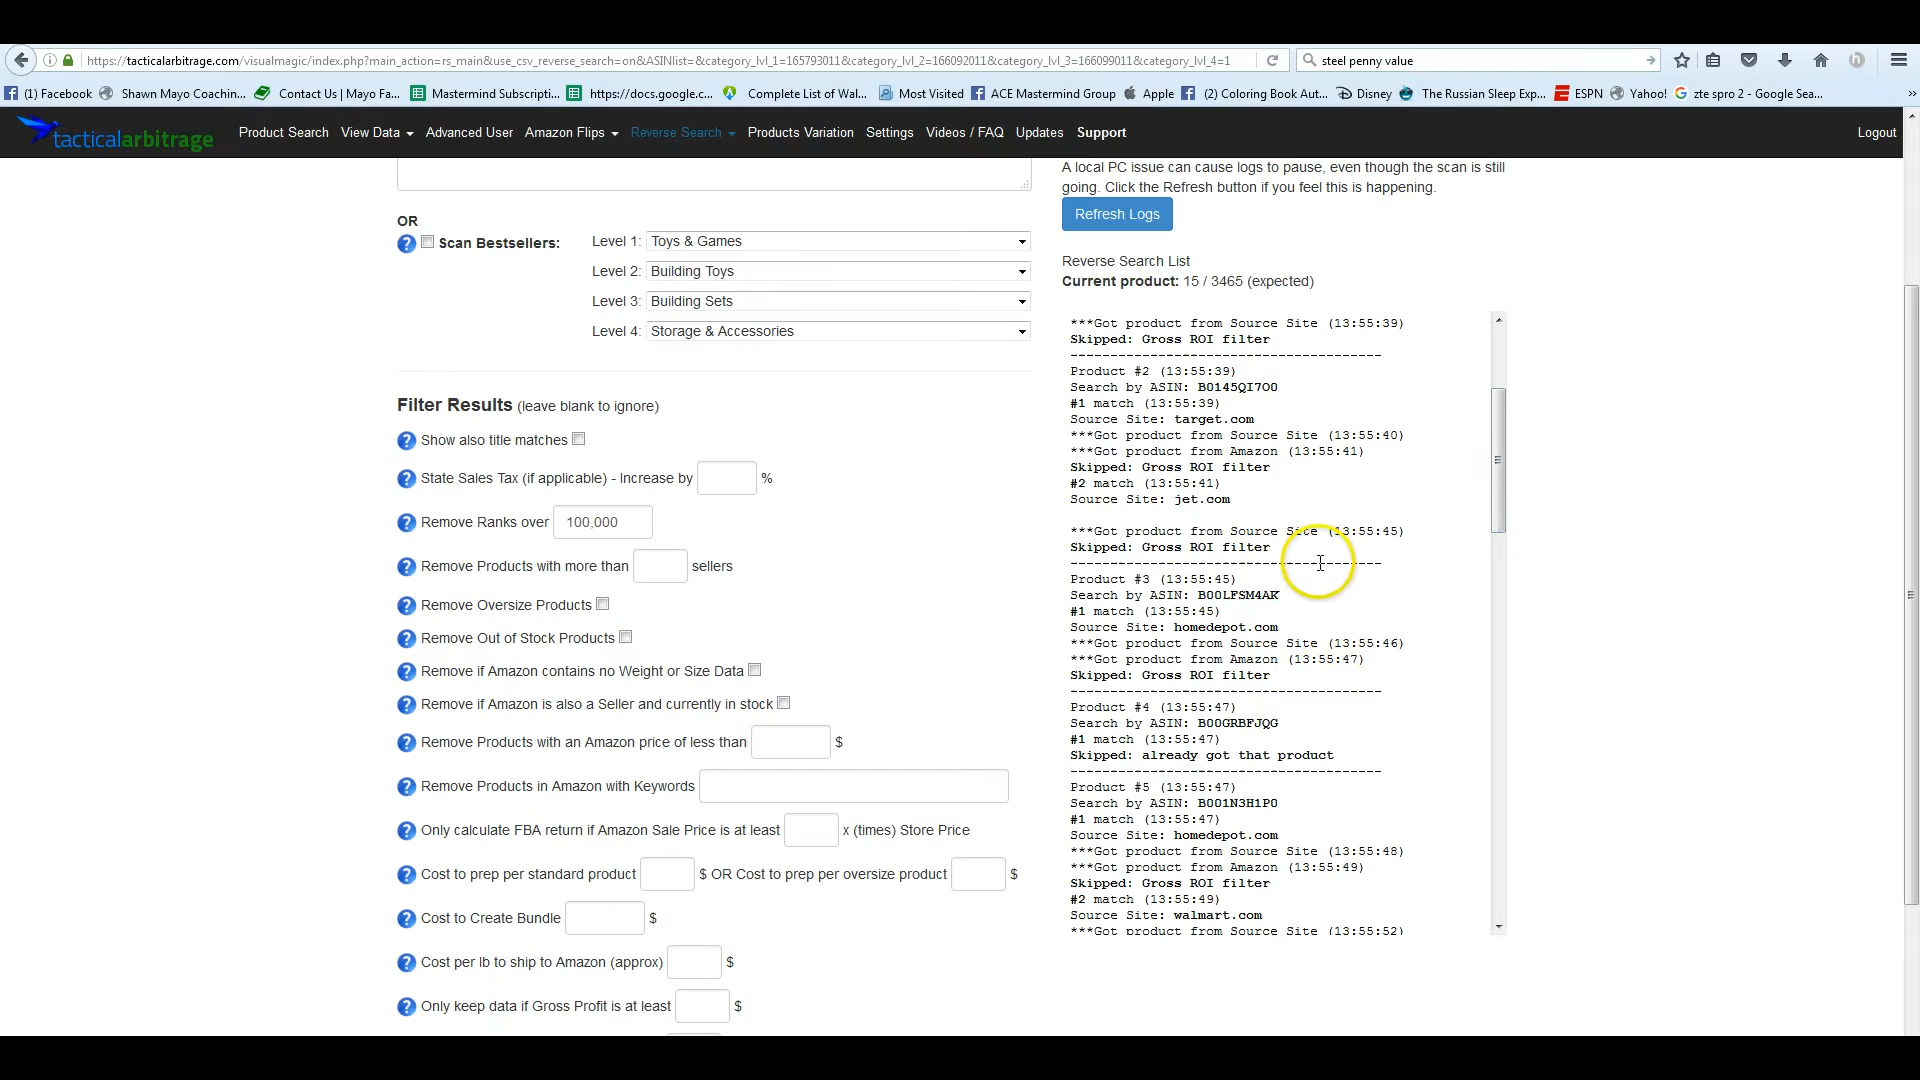 https://tacticalarbitrage.com/visualmagic/index.php?main_action=rs_main&use_csv_reverse_search=on&ASINlist=&category_lvl_1=165793011&category_lvl_2=166092011&category_lvl_3=166099011&category_lvl_4=1
steel penny value
(1) Facebook
Shawn Mayo Coachin...
Contact Us | Mayo Fa...
Mastermind Subscripti...
https://docs.google.c...
Complete List of Wal...
Most Visited
ACE Mastermind Group
Apple
(2) Coloring Book Aut...
Disney
The Russian Sleep Exp...
ESPN
Yahoo!
zte spro 2 - Google Sea...
tacticalarbitrage
Product Search
View Data
Advanced User
Amazon Flips
Reverse Search
Products Variation
Settings
Videos / FAQ
Updates
Support
Logout
OR
Scan Bestsellers:
Level 1: Toys & Games
Level 2: Building Toys
Level 3: Building Sets
Level 4: Storage & Accessories
Filter Results (leave blank to ignore)
Show also title matches
State Sales Tax (if applicable) - Increase by %
Remove Ranks over 100,000
Remove Products with more than sellers
Remove Oversize Products
Remove Out of Stock Products
Remove if Amazon contains no Weight or Size Data
Remove if Amazon is also a Seller and currently in stock
Remove Products with an Amazon price of less than $
Remove Products in Amazon with Keywords
Only calculate FBA return if Amazon Sale Price is at least x (times) Store Price
Cost to prep per standard product $ OR Cost to prep per oversize product $
Cost to Create Bundle $
Cost per lb to ship to Amazon (approx) $
Only keep data if Gross Profit is at least $
A local PC issue can cause logs to pause, even though the scan is still
going. Click the Refresh button if you feel this is happening.
Refresh Logs
Reverse Search List
Current product: 15 / 3465 (expected)
***Got product from Source Site (13:55:39)
Skipped: Gross ROI filter
----------------------------------------
Product #2 (13:55:39)
Search by ASIN: B0145QI7O0
#1 match (13:55:39)
Source Site: target.com
***Got product from Source Site (13:55:40)
***Got product from Amazon (13:55:41)
Skipped: Gross ROI filter
#2 match (13:55:41)
Source Site: jet.com
***Got product from Source Site (13:55:45)
Skipped: Gross ROI filter
----------------------------------------
Product #3 (13:55:45)
Search by ASIN: B00LFSM4AK
#1 match (13:55:45)
Source Site: homedepot.com
***Got product from Source Site (13:55:46)
***Got product from Amazon (13:55:47)
Skipped: Gross ROI filter
----------------------------------------
Product #4 (13:55:47)
Search by ASIN: B00GRBFJQG
#1 match (13:55:47)
Skipped: already got that product
----------------------------------------
Product #5 (13:55:47)
Search by ASIN: B001N3H1P0
#1 match (13:55:47)
Source Site: homedepot.com
***Got product from Source Site (13:55:48)
***Got product from Amazon (13:55:49)
Skipped: Gross ROI filter
#2 match (13:55:49)
Source Site: walmart.com
***Got product from Source Site (13:55:52)